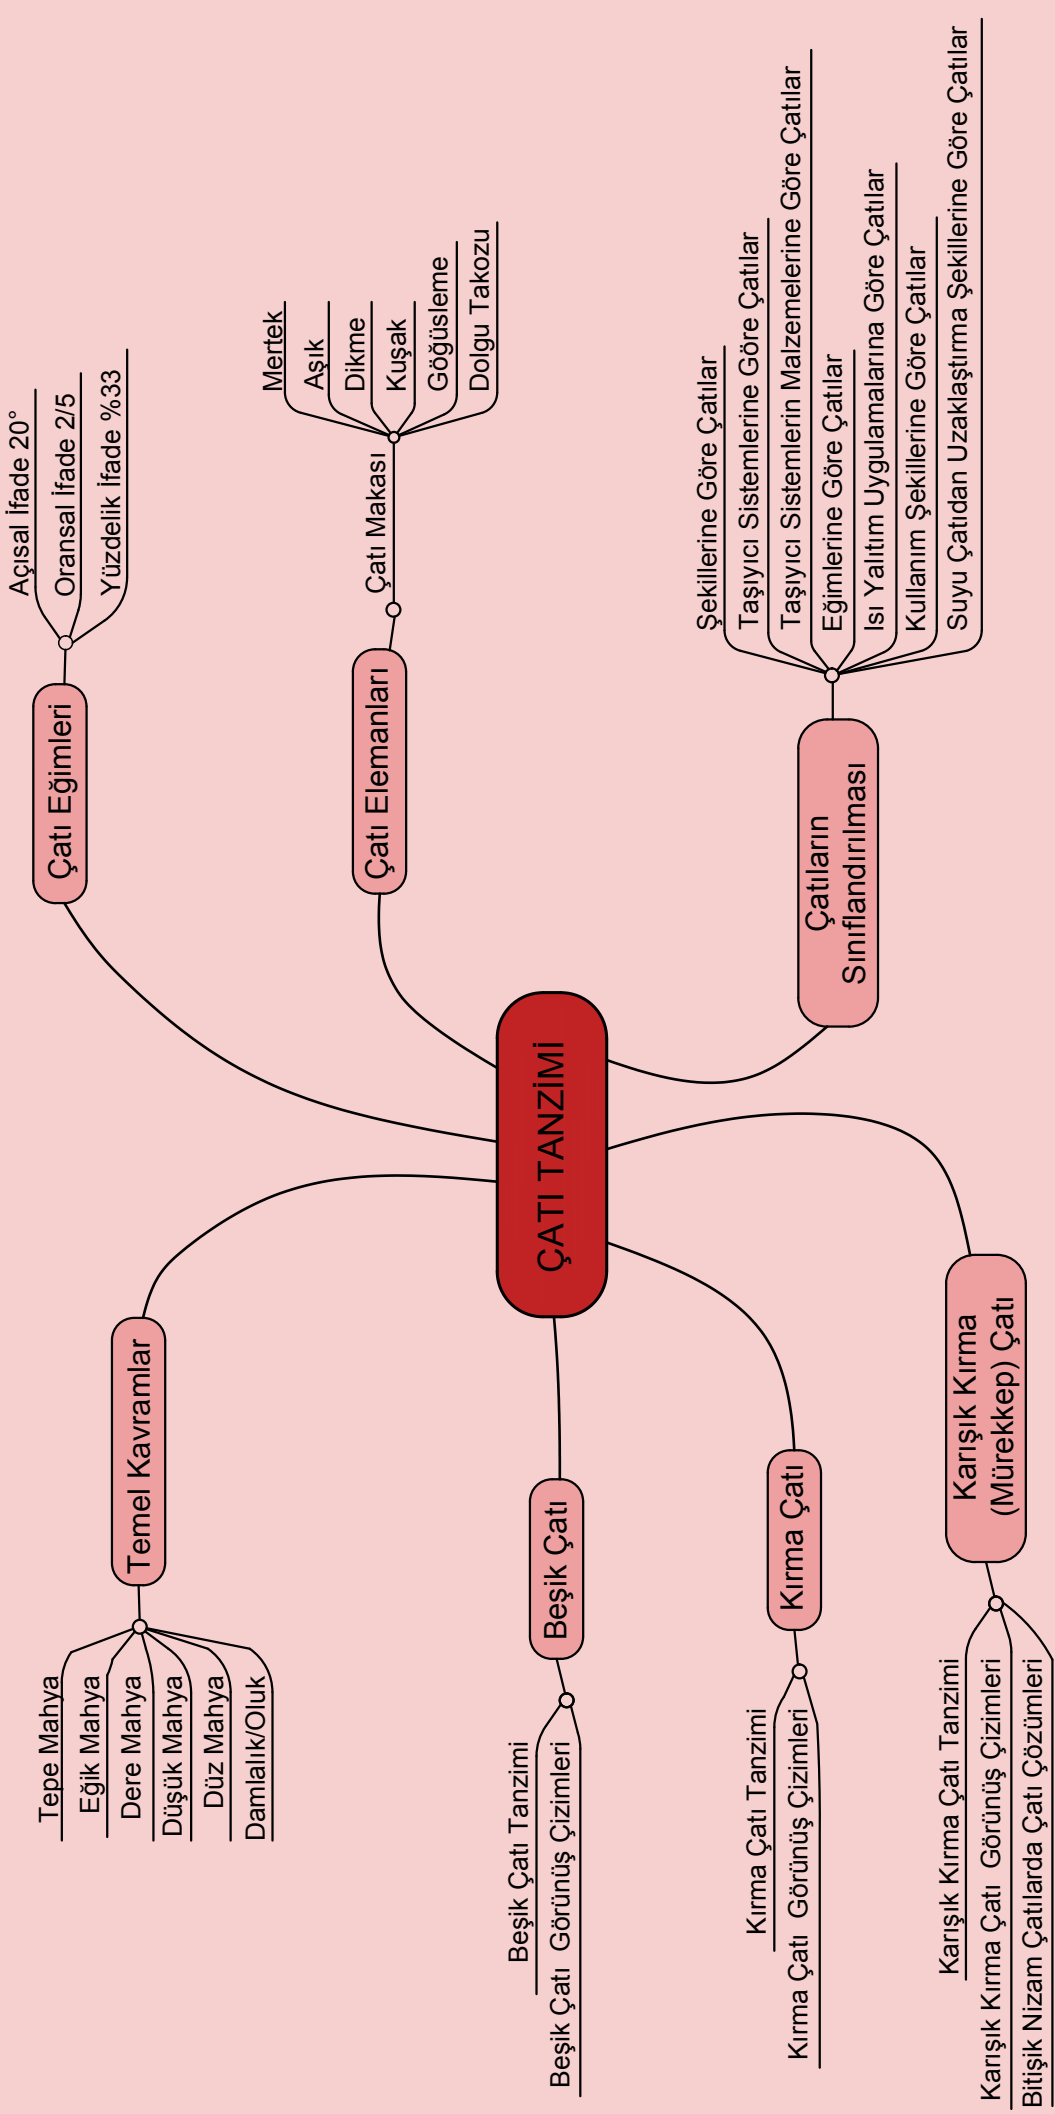 Tepe Mahya
Eğik Mahya
Dere Mahya
Düşük Mahya
Düz Mahya
Damlalık/Oluk
Temel Kavramlar
Beşik Çatı Tanzimi
Beşik Çatı  Görünüş Çizimleri
Beşik Çatı
Kırma Çatı Tanzimi
Kırma Çatı  Görünüş Çizimleri
Kırma Çatı
Karışık Kırma Çatı Tanzimi
Karışık Kırma Çatı  Görünüş Çizimleri
Bitişik Nizam Çatılarda Çatı Çözümleri
Karışık Kırma
(Mürekkep) Çatı
ÇATI TANZİMİ
Çatı Eğimleri
Açısal İfade 20°
Oransal İfade 2/5
Yüzdelik İfade %33
Çatı Elemanları
Çatı Makası
Mertek
Aşık
Dikme
Kuşak
Göğüsleme
Dolgu Takozu
Çatıların
Sınıflandırılması
Şekillerine Göre Çatılar
Taşıyıcı Sistemlerine Göre Çatılar
Taşıyıcı Sistemlerin Malzemelerine Göre Çatılar
Eğimlerine Göre Çatılar
Isı Yalıtım Uygulamalarına Göre Çatılar
Kullanım Şekillerine Göre Çatılar
Suyu Çatıdan Uzaklaştırma Şekillerine Göre Çatılar